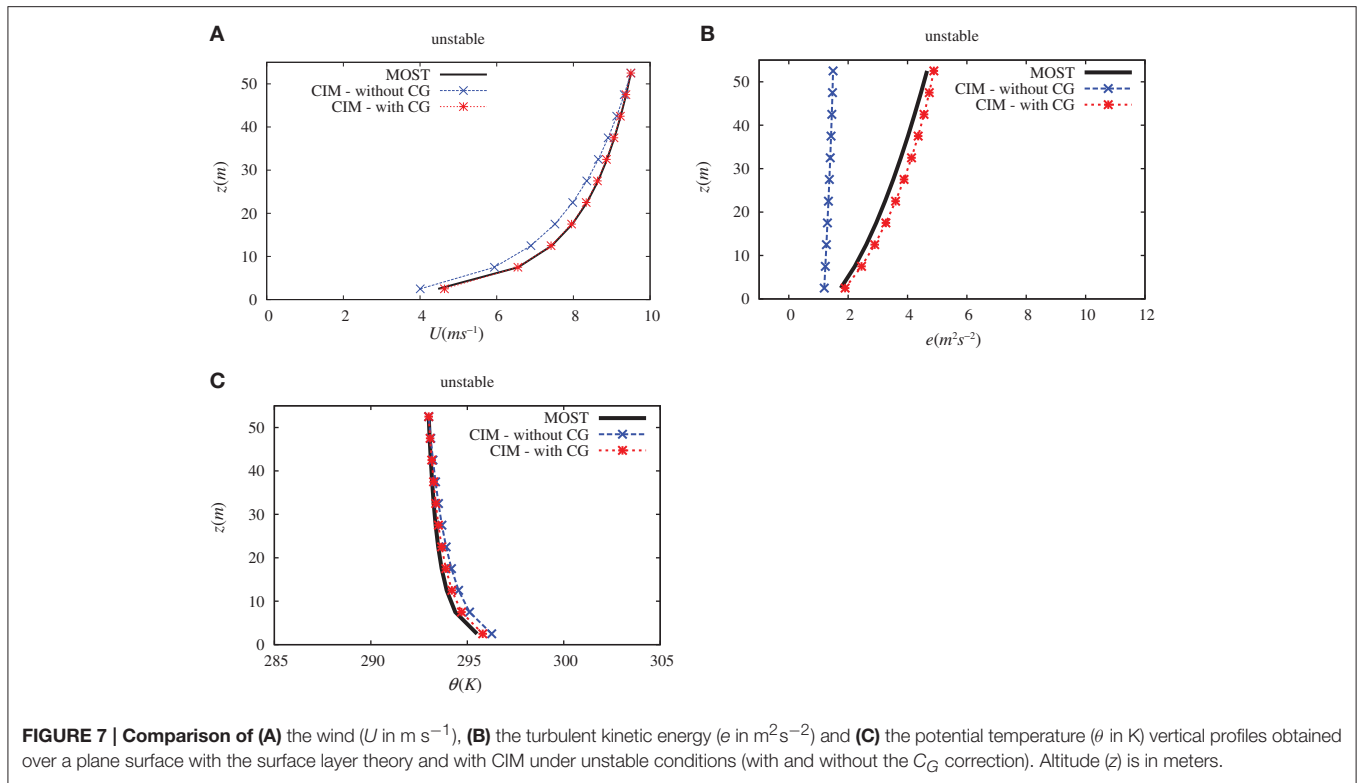 A
unstable
MOST
CIM - without CG
CIM - with CG
z(m)
50
40
30
20
10
0
0 2 4 6 8 10
U(ms⁻¹)
B
unstable
MOST
CIM - without CG
CIM - with CG
z(m)
50
40
30
20
10
0
0 2 4 6 8 10 12
e(m²s⁻²)
C
unstable
MOST
CIM - without CG
CIM - with CG
z(m)
50
40
30
20
10
0
285 290 295 300 305
θ(K)
FIGURE 7 | Comparison of (A) the wind (U in m s⁻¹), (B) the turbulent kinetic energy (e in m²s⁻²) and (C) the potential temperature (θ in K) vertical profiles obtained
over a plane surface with the surface layer theory and with CIM under unstable conditions (with and without the C_G correction). Altitude (z) is in meters.